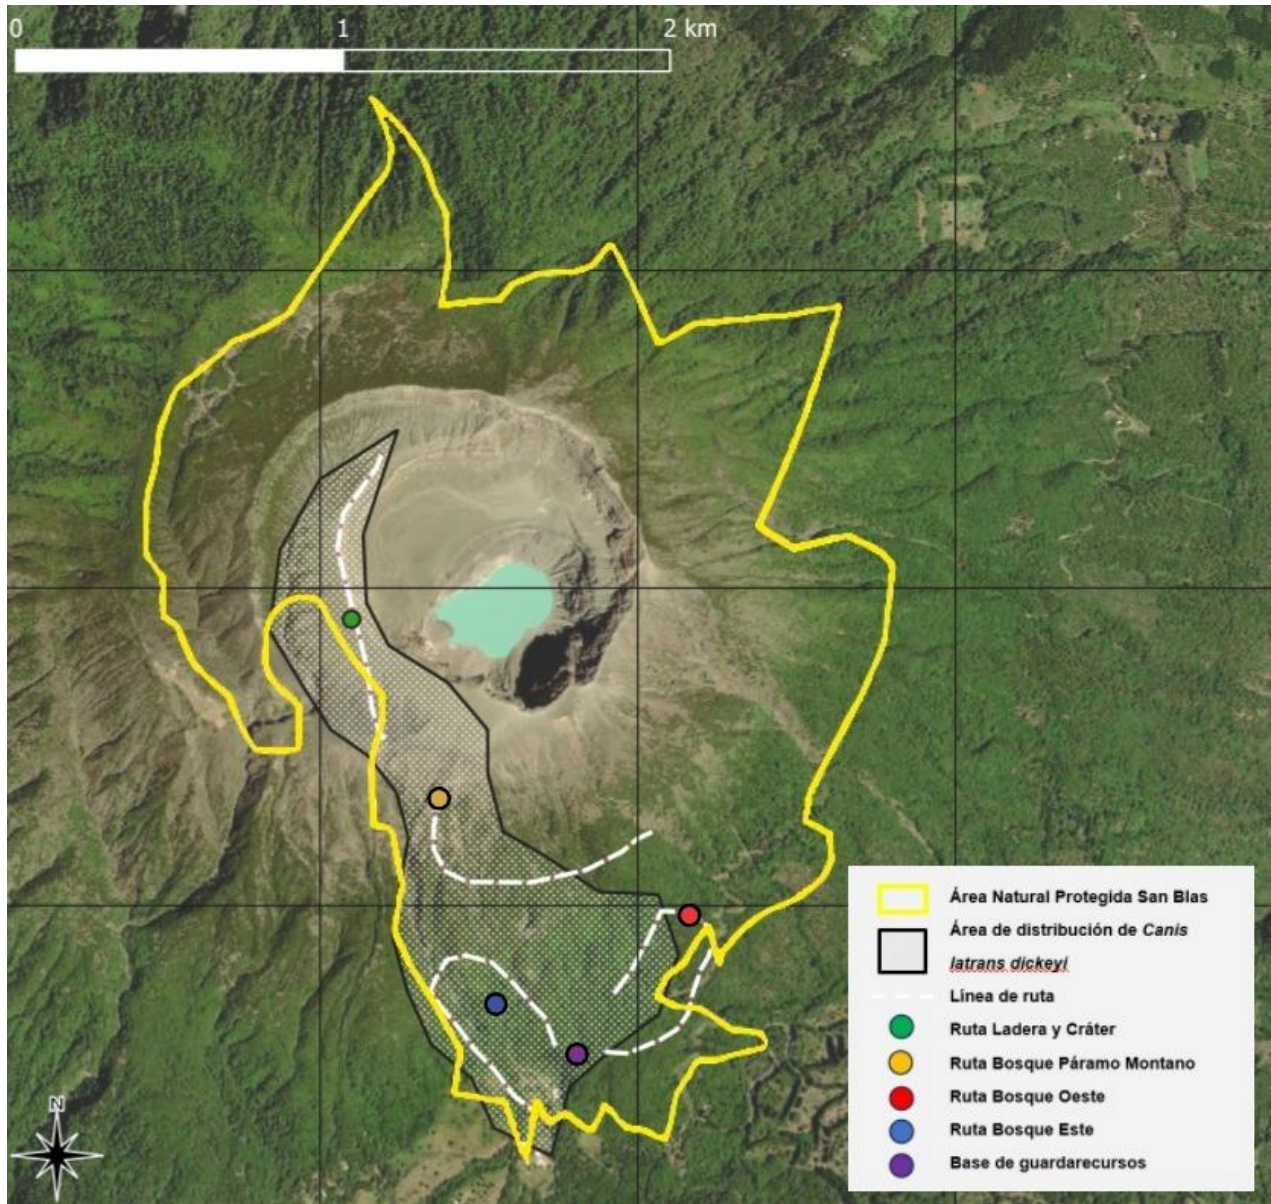 0 1 2 km
Área Natural Protegida San Blas
Área de distribución de Canis
latrans dickeyi
Línea de ruta
Ruta Ladera y Cráter
Ruta Bosque Páramo Montano
Ruta Bosque Oeste
Ruta Bosque Este
Base de guardarecursos
N